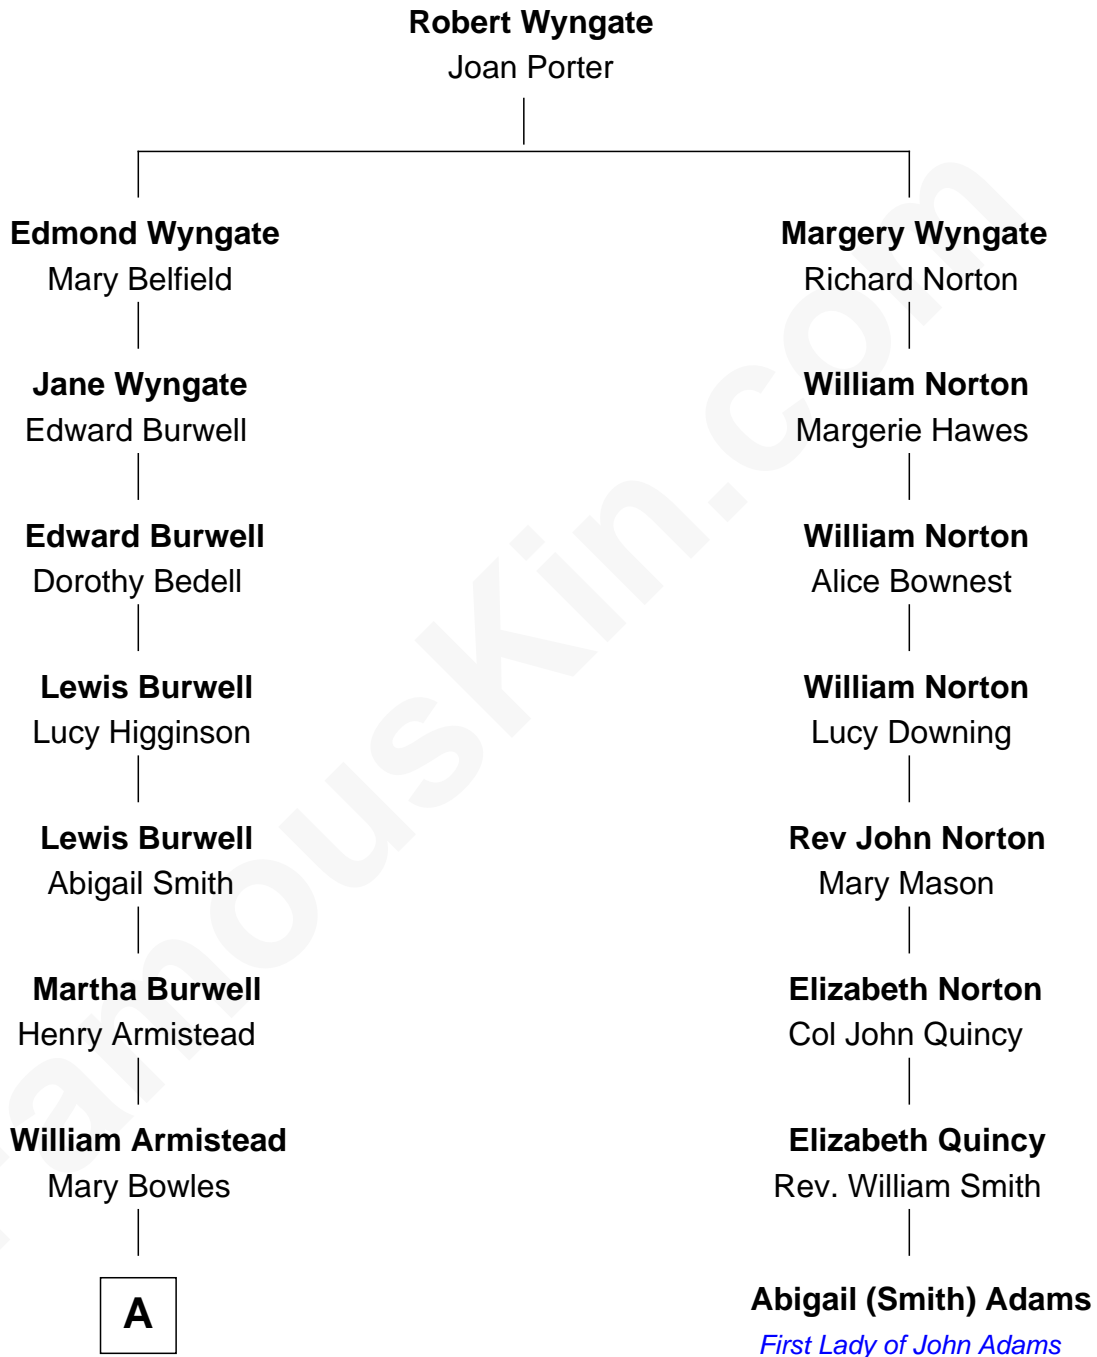 Robert Wyngate
Joan Porter
Edmond Wyngate
Mary Belfield
Margery Wyngate
Richard Norton
Jane Wyngate
Edward Burwell
William Norton
Margerie Hawes
Edward Burwell
Dorothy Bedell
William Norton
Alice Bownest
Lewis Burwell
Lucy Higginson
William Norton
Lucy Downing
Lewis Burwell
Abigail Smith
Rev John Norton
Mary Mason
Martha Burwell
Henry Armistead
Elizabeth Norton
Col John Quincy
William Armistead
Mary Bowles
Elizabeth Quincy
Rev. William Smith
A
Abigail (Smith) Adams
First Lady of John Adams
FamousKin.com